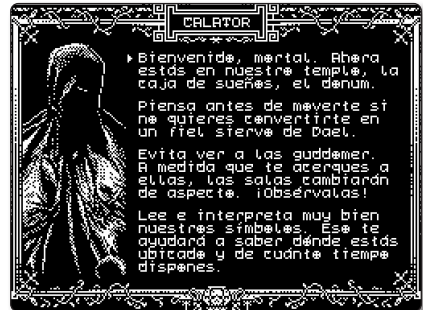 CALATOR
Bienvenido, mortal. Ahora
estás en nuestro templo, la
caja de sueños, el donum.
Piensa antes de moverte si
no quieres convertirte en
un fiel siervo de Dael.
Evita ver a las guddomer.
A medida que te acerques a
ellas, las salas cambiarán
de aspecto. ¡Obsérvalas!
Lee e interpreta muy bien
nuestros símbolos. Eso te
ayudará a saber dónde estás
ubicado y de cuánto tiempo
dispones.